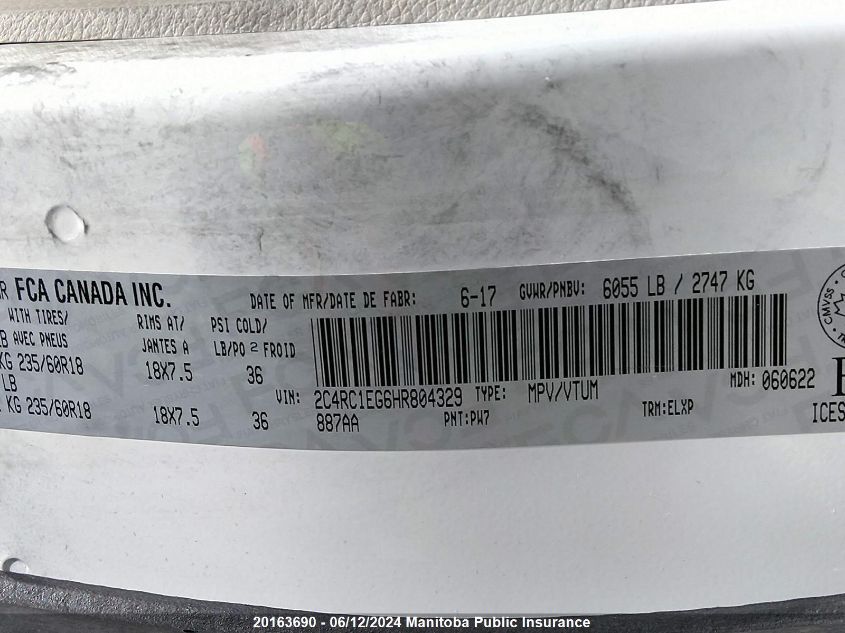 R FCA CANADA INC. DATE OF MFR/DATE DE FABR: 6-17 GVWR/PNBV: 6055 LB / 2747 KG
WITH TIRES/ RIMS AT/ PSI COLD/
B AVEC PNEUS JANTES A LB/PO 2 FROID
KG 235/60R18 18X7.5 36
LB
KG 235/60R18 18X7.5 36
VIN: 2C4RC1EG6HR804329 TYPE: MPV/VTUM MDH: 060622
887AA PNT:PW7 TRM:ELXP ICES
20163690 - 06/12/2024 Manitoba Public Insurance